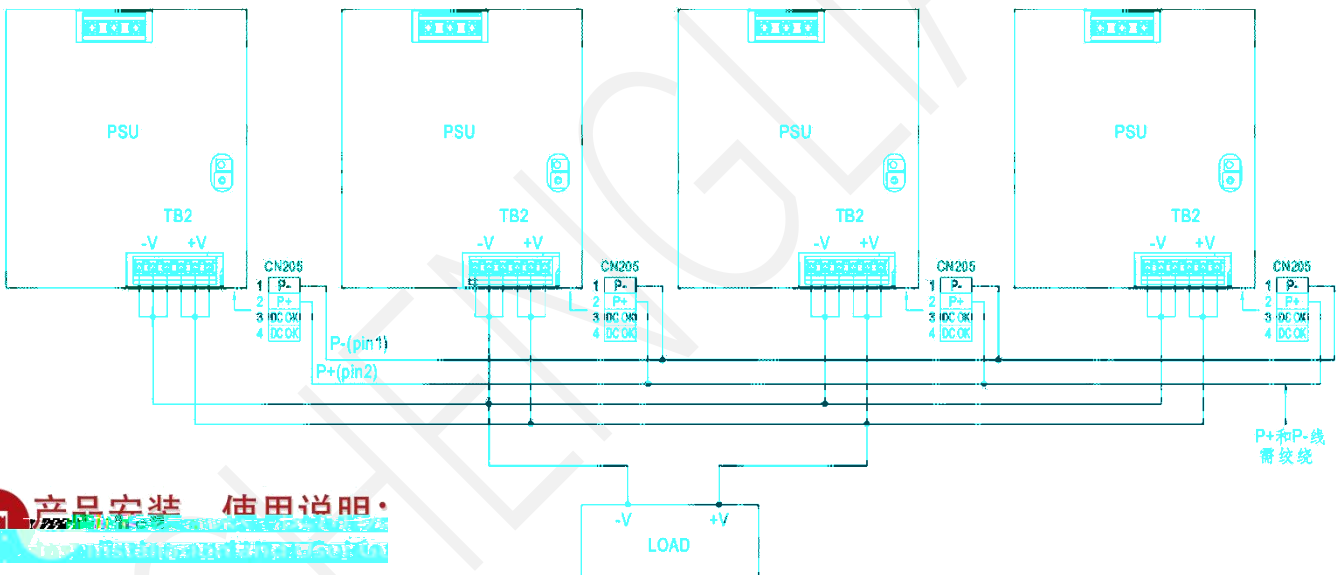 PSU PSU PSU PSU
TB2 TB2 TB2 TB2
-V +V -V +V -V +V -V +V
CN205 CN205 CN205 CN205
1 P- 1 P- 1 P- 1 P-
2 P+ 2 P+ 2 P+ 2 P+
3 DC OK 3 DC OK 3 DC OK 3 DC OK
4 DC OK 4 DC OK 4 DC OK 4 DC OK
P-(pin1)
P+(pin2)
P+和P-线
需绞绕
产品安装、使用说明:
-V +V
LOAD